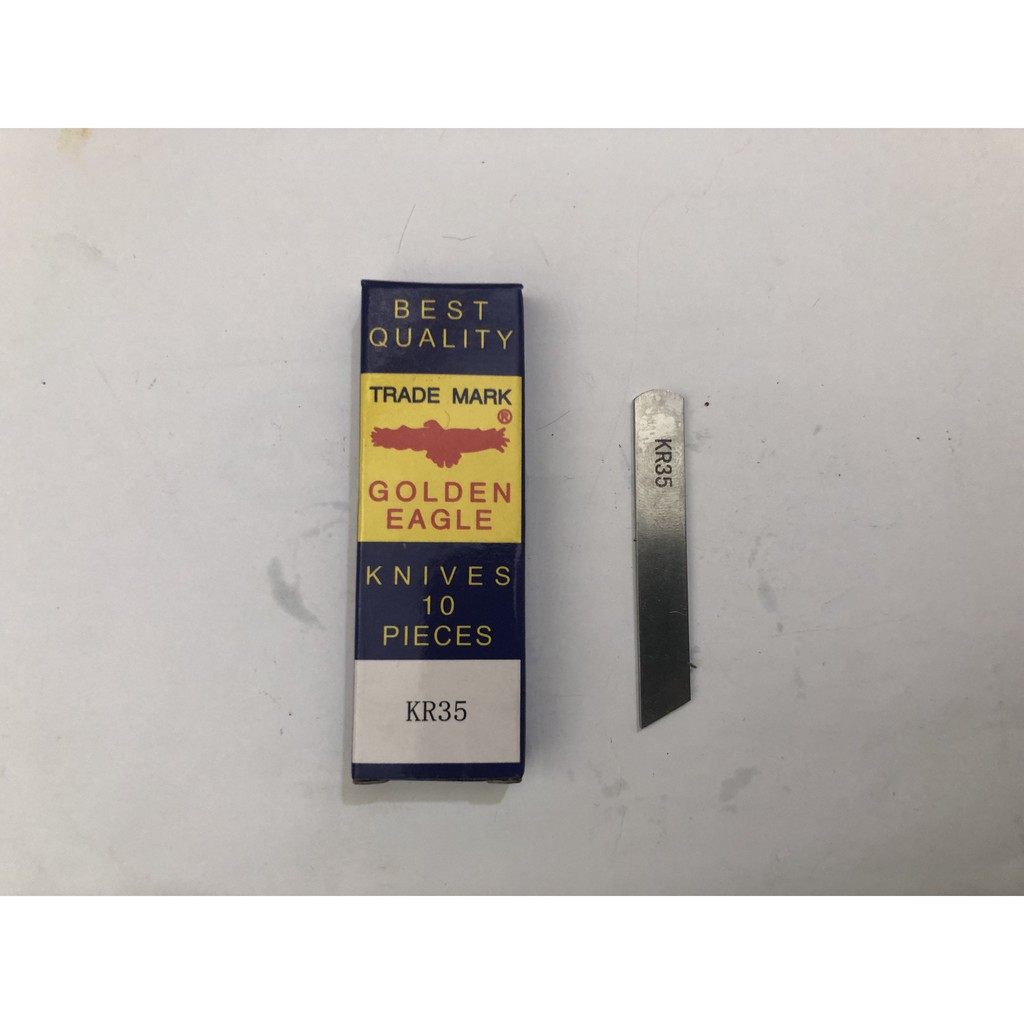 BEST
QUALITY
TRADE MARK
®
GOLDEN
EAGLE
KNIVES
10
PIECES
KR35
KR35